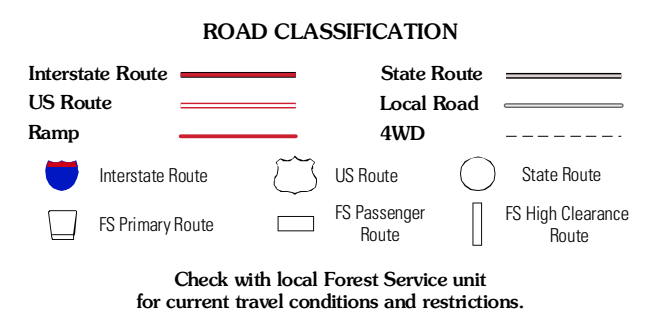 ROAD CLASSIFICATION
Interstate Route
State Route
US Route
Local Road
Ramp
4WD
Interstate Route
US Route
State Route
FS Primary Route
FS Passenger
Route
FS High Clearance
Route
Check with local Forest Service unit
for current travel conditions and restrictions.